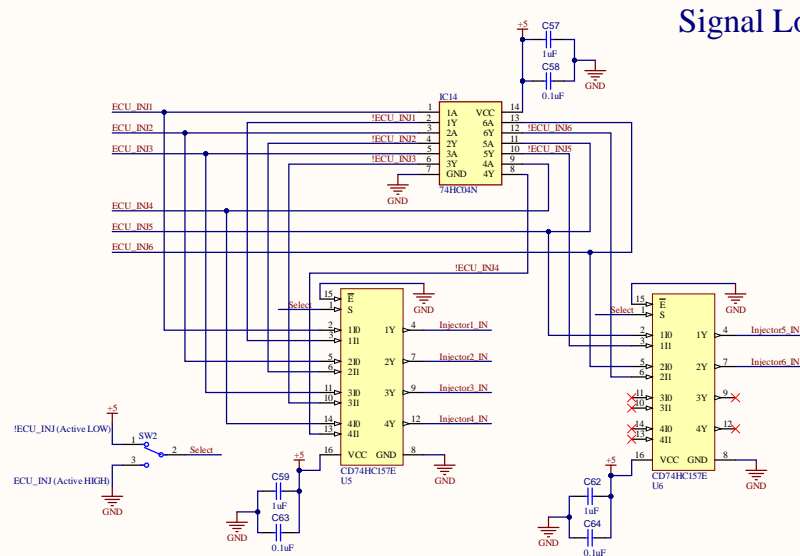 Signal Lo
+5
C57
1uF
C58
0.1uF
GND
IC14
ECU_INJ1
1
1A
VCC
14
!ECU_INJ1
2
1Y
6A
13
ECU_INJ2
3
2A
6Y
12
!ECU_INJ6
!ECU_INJ2
4
2Y
5A
11
ECU_INJ3
5
3A
5Y
10
!ECU_INJ5
!ECU_INJ3
6
3Y
4A
9
7
GND
4Y
8
74HC04N
GND
ECU_INJ4
ECU_INJ5
ECU_INJ6
!ECU_INJ4
15
E
GND
Select
1
S
2
1I0
1Y
4
Injector1_IN
3
1I1
5
2I0
2Y
7
Injector2_IN
6
2I1
11
3I0
3Y
9
Injector3_IN
10
3I1
14
4I0
4Y
12
Injector4_IN
13
4I1
16
VCC
GND
8
CD74HC157E
U5
GND
+5
C59
1uF
C63
0.1uF
GND
15
E
GND
Select
1
S
2
1I0
1Y
4
Injector5_IN
3
1I1
5
2I0
2Y
7
Injector6_IN
6
2I1
11
3I0
3Y
9
10
3I1
14
4I0
4Y
12
13
4I1
16
VCC
GND
8
CD74HC157E
U6
GND
+5
C62
1uF
C64
0.1uF
GND
+5
!ECU_INJ (Active LOW)
1
SW2
2
Select
3
ECU_INJ (Active HIGH)
GND